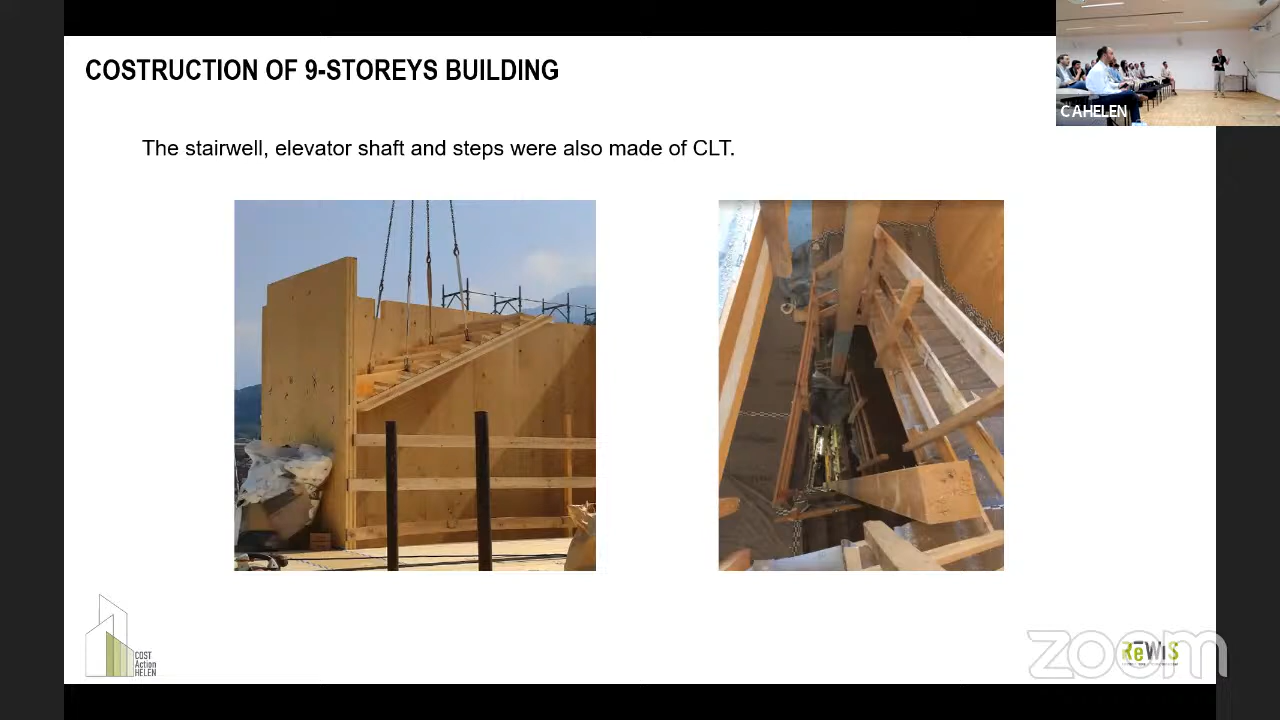 COSTRUCTION OF 9-STOREYS BUILDING
CAHELEN
The stairwell, elevator shaft and steps were also made of CLT.
COST
Action
HELEN
zoom
ReWiS